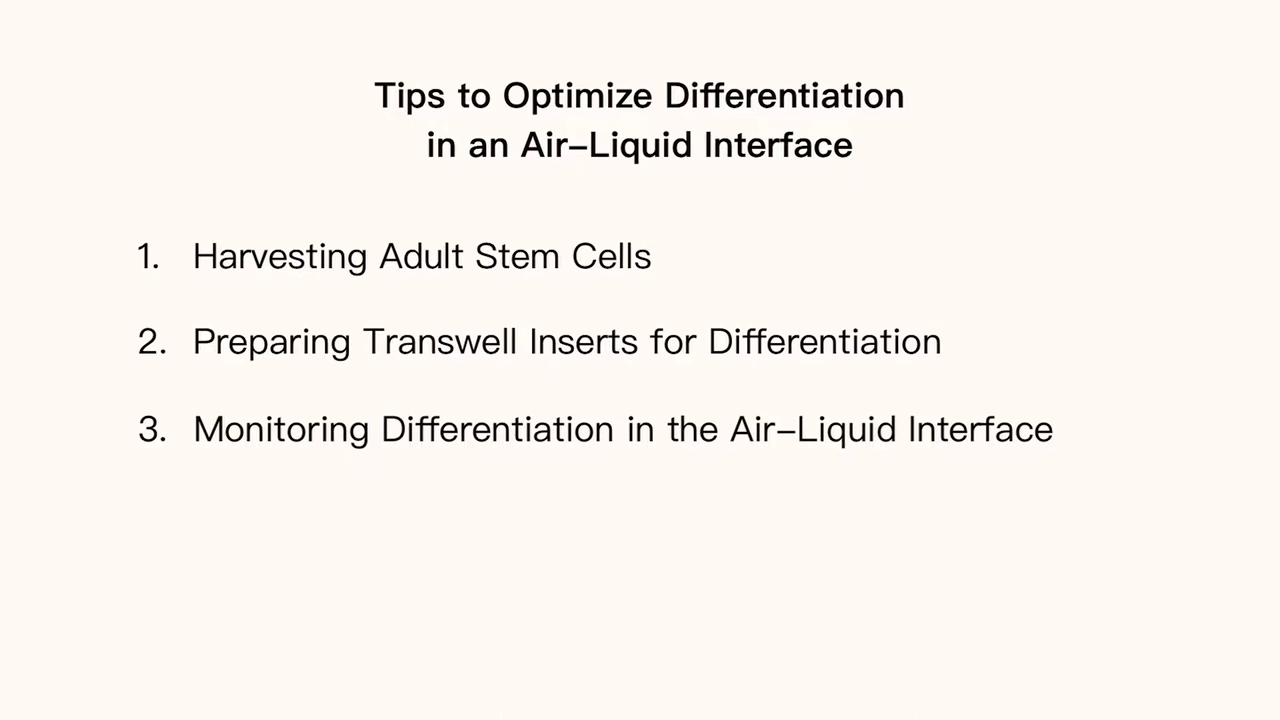 Tips to Optimize Differentiation
in an Air–Liquid Interface
1. Harvesting Adult Stem Cells
2. Preparing Transwell Inserts for Differentiation
3. Monitoring Differentiation in the Air–Liquid Interface